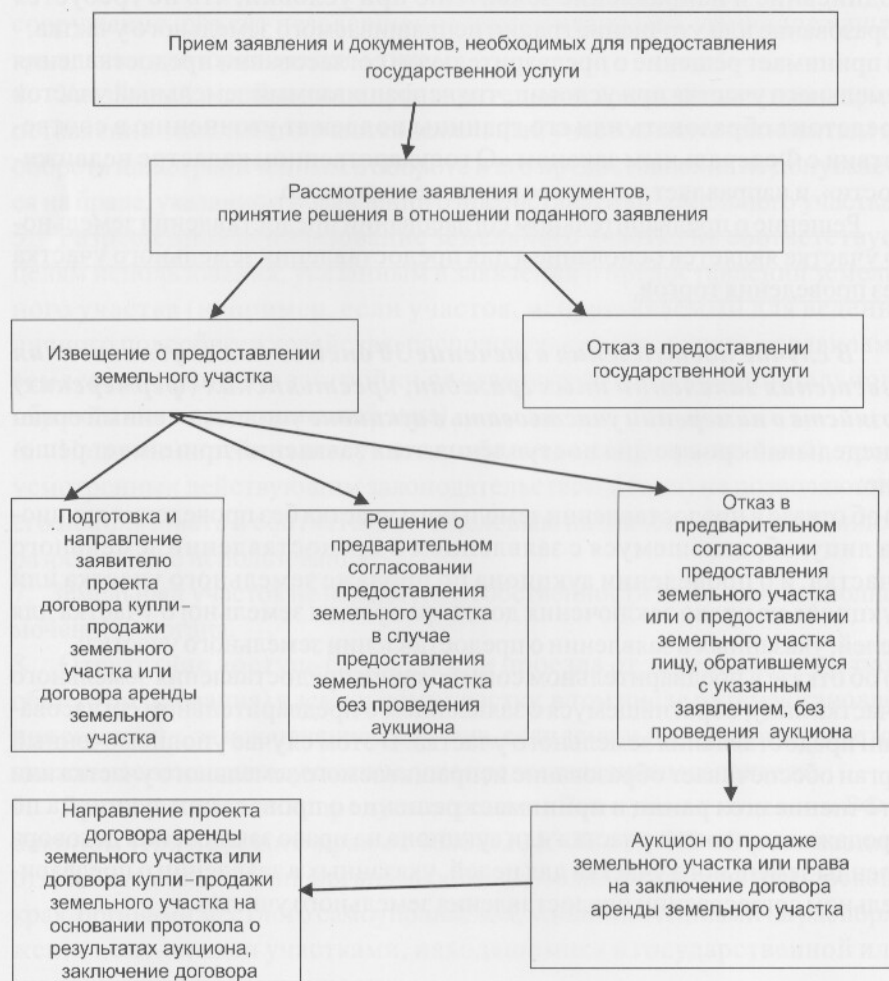 Прием заявления и документов, необходимых для предоставления
государственной услуги
Рассмотрение заявления и документов,
принятие решения в отношении поданного заявления
Извещение о предоставлении
земельного участка
Отказ в предоставлении
государственной услуги
Подготовка и
направление
заявителю
проекта
договора купли–
продажи
земельного
участка или
договора аренды
земельного
участка
Решение о
предварительном
согласовании
предоставления
земельного участка
в случае
предоставления
земельного участка
без проведения
аукциона
Отказ в
предварительном
согласовании
предоставления
земельного участка
или о предоставлении
земельного участка
лицу, обратившемуся
с указанным
заявлением, без
проведения аукциона
Направление проекта
договора аренды
земельного участка или
договора купли–продажи
земельного участка на
основании протокола о
результатах аукциона,
заключение договора
Аукцион по продаже
земельного участка или права
на заключение договора
аренды земельного участка